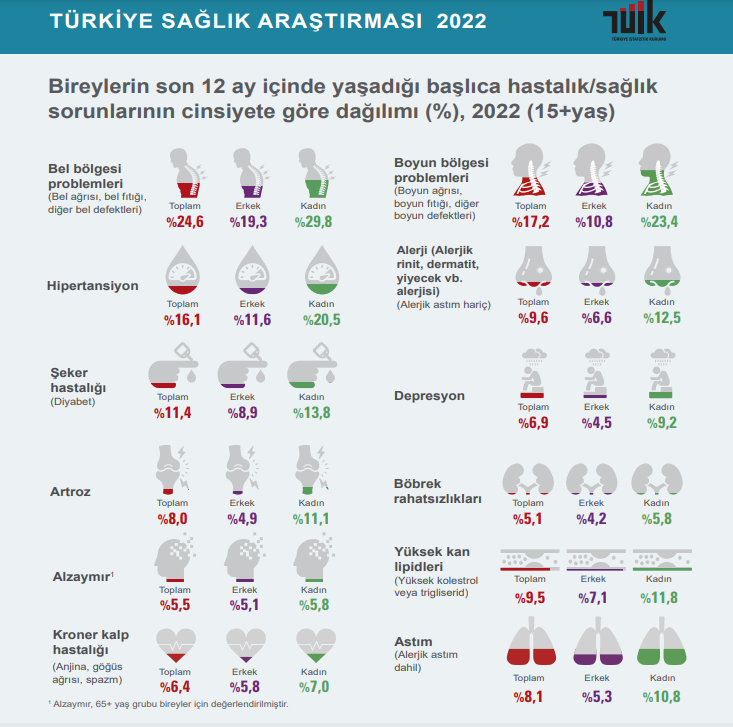 TÜRKİYE SAĞLIK ARAŞTIRMASI 2022
TÜİK
TÜRKİYE İSTATİSTİK KURUMU
Bireylerin son 12 ay içinde yaşadığı başlıca hastalık/sağlık
sorunlarının cinsiyete göre dağılımı (%), 2022 (15+yaş)
Bel bölgesi
problemleri
(Bel ağrısı, bel fıtığı,
diğer bel defektleri)
Toplam Erkek Kadın
%24,6 %19,3 %29,8
Boyun bölgesi
problemleri
(Boyun ağrısı,
boyun fıtığı, diğer
boyun defektleri)
Toplam Erkek Kadın
%17,2 %10,8 %23,4
Hipertansiyon
Toplam Erkek Kadın
%16,1 %11,6 %20,5
Alerji (Alerjik
rinit, dermatit,
yiyecek vb.
alerjisi)
(Alerjik astım hariç)
Toplam Erkek Kadın
%9,6 %6,6 %12,5
Şeker
hastalığı
(Diyabet)
Toplam Erkek Kadın
%11,4 %8,9 %13,8
Depresyon
Toplam Erkek Kadın
%6,9 %4,5 %9,2
Artroz
Toplam Erkek Kadın
%8,0 %4,9 %11,1
Böbrek
rahatsızlıkları
Toplam Erkek Kadın
%5,1 %4,2 %5,8
Alzaymır¹
Toplam Erkek Kadın
%5,5 %5,1 %5,8
Yüksek kan
lipidleri
(Yüksek kolestrol
veya trigliserid)
Toplam Erkek Kadın
%9,5 %7,1 %11,8
Kroner kalp
hastalığı
(Anjina, göğüs
ağrısı, spazm)
Toplam Erkek Kadın
%6,4 %5,8 %7,0
Astım
(Alerjik astım
dahil)
Toplam Erkek Kadın
%8,1 %5,3 %10,8
¹ Alzaymır, 65+ yaş grubu bireyler için değerlendirilmiştir.